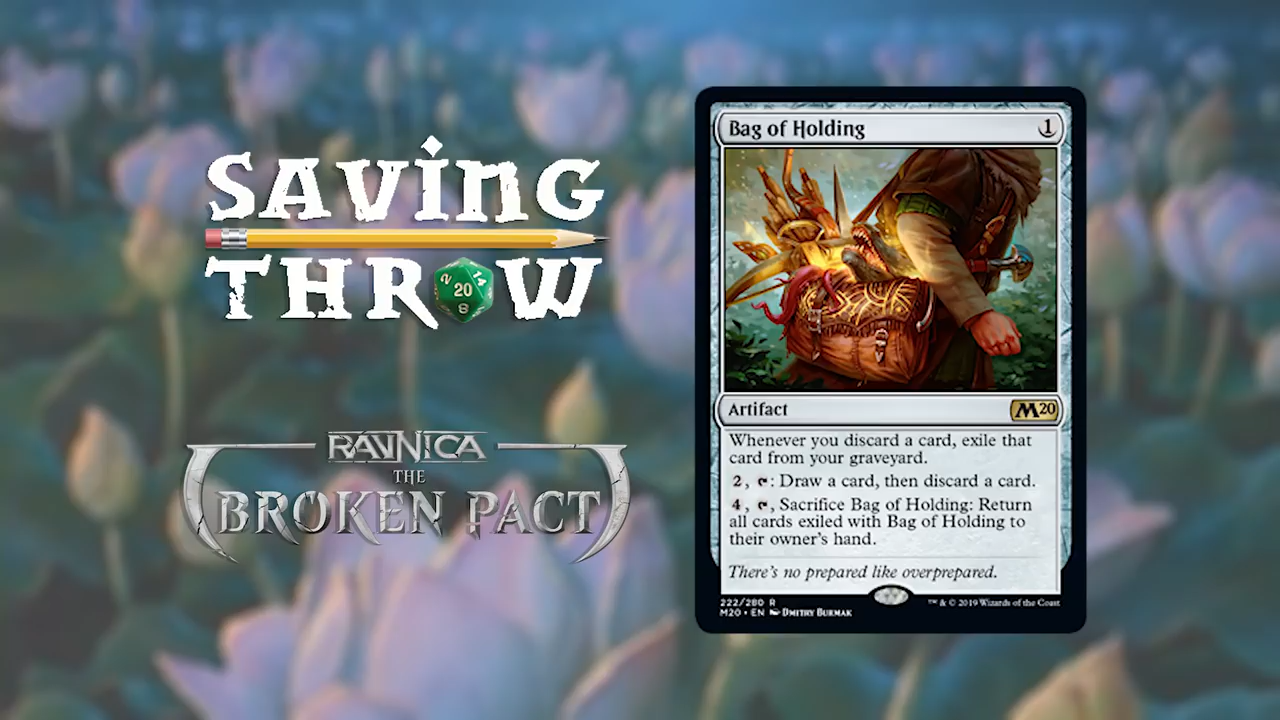 SAVING
THROW
2 14
20
8
RAVNICA
THE
BROKEN PACT
Bag of Holding 1
Artifact M20
Whenever you discard a card, exile that
card from your graveyard.
2, : Draw a card, then discard a card.
4, , Sacrifice Bag of Holding: Return
all cards exiled with Bag of Holding to
their owner's hand.
There's no prepared like overprepared.
222/280 R
M20 • EN Dmitry Burmak
™ & © 2019 Wizards of the Coast